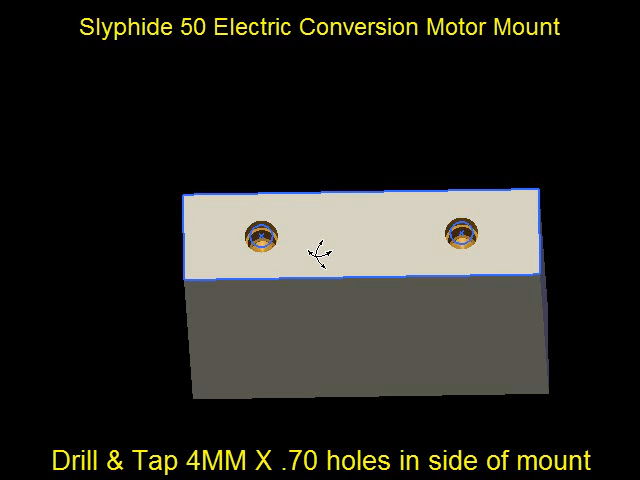 Slyphide 50 Electric Conversion Motor Mount
Drill & Tap 4MM X .70 holes in side of mount